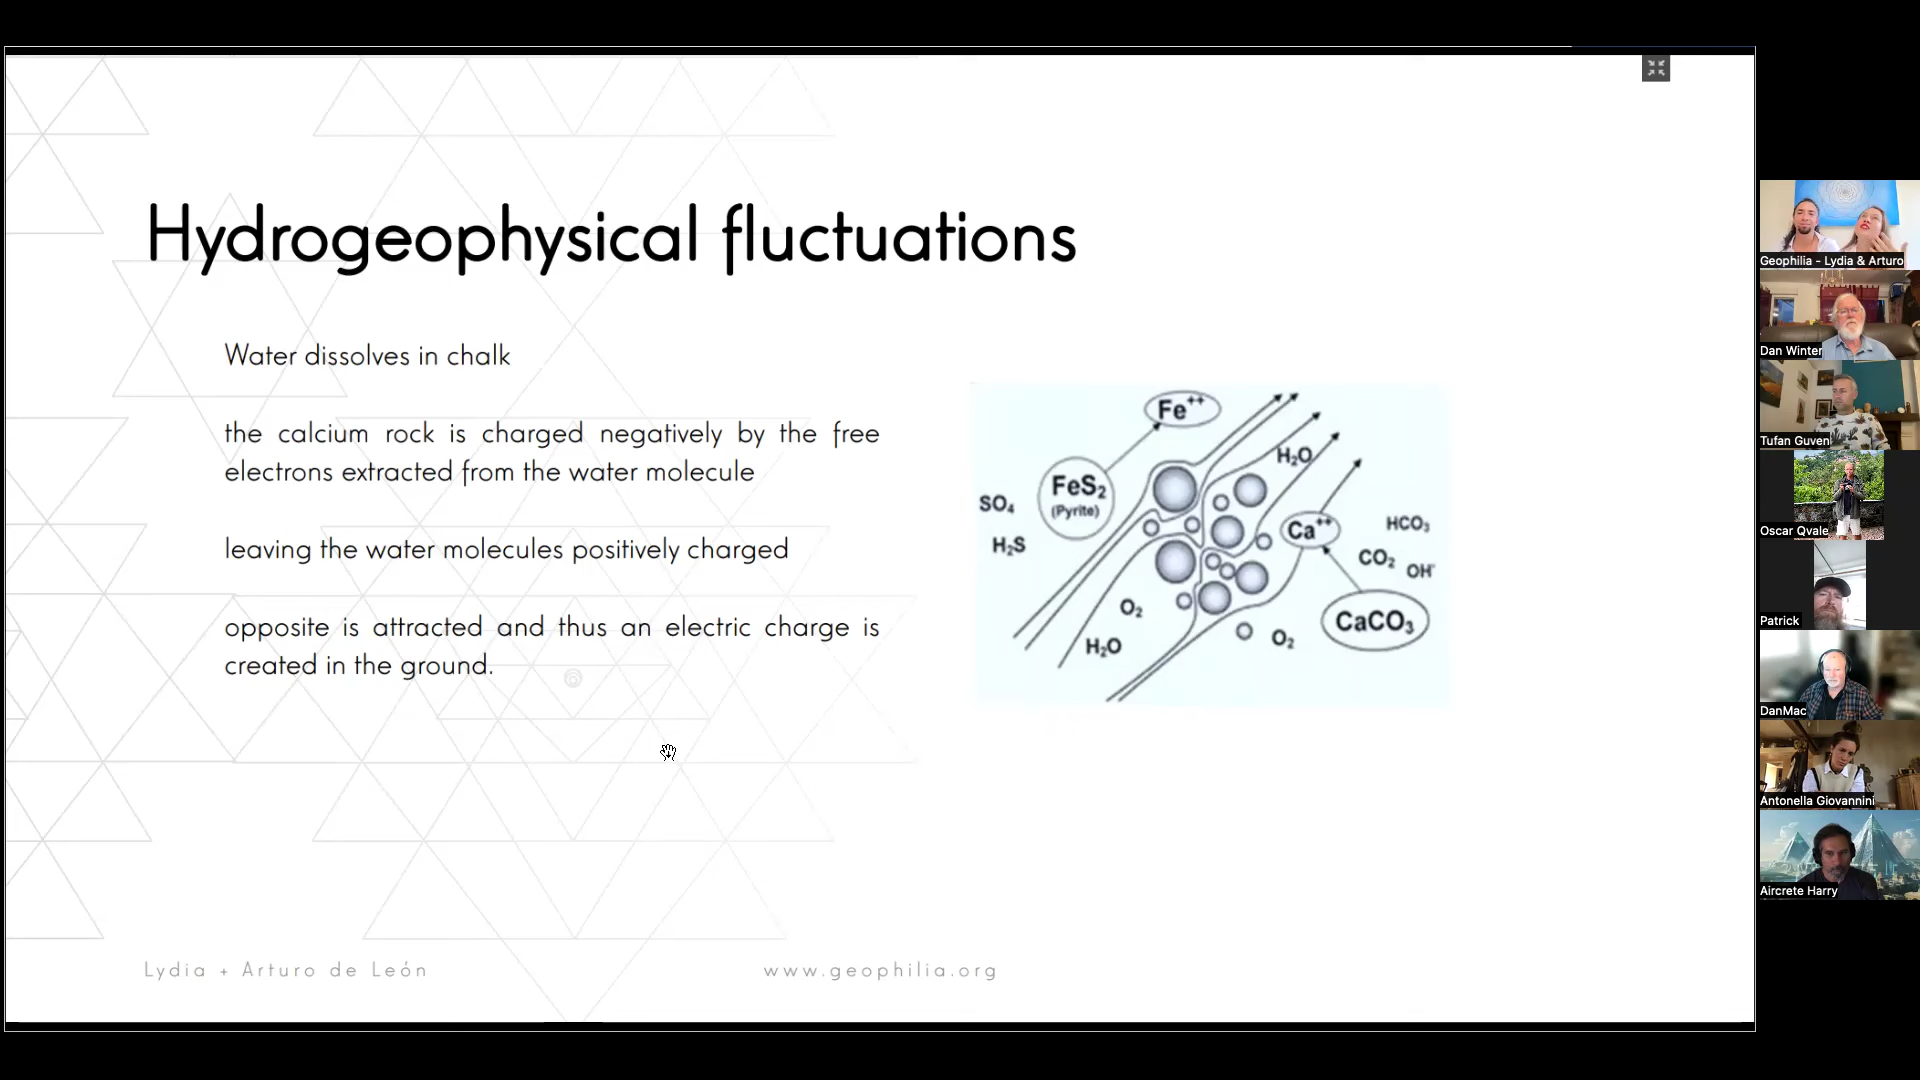 Hydrogeophysical fluctuations
Water dissolves in chalk
the calcium rock is charged negatively by the free
electrons extracted from the water molecule
leaving the water molecules positively charged
opposite is attracted and thus an electric charge is
created in the ground.
Fe++
H₂O
FeS₂
(Pyrite)
SO₄
H₂S
Ca++
HCO₃
CO₂
OH⁻
O₂
H₂O
O₂
CaCO₃
Lydia + Arturo de León
www.geophilia.org
Geophilia - Lydia & Arturo
Dan Winter
Tufan Guven
Oscar Qvale
Patrick
DanMac
Antonella Giovannini
Aircrete Harry